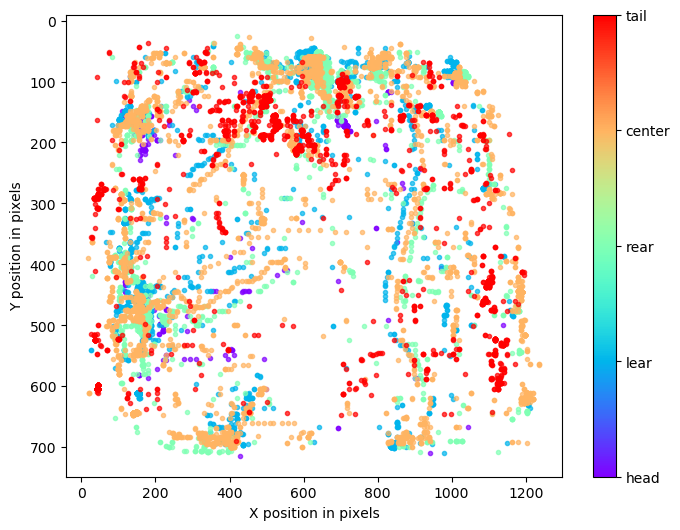 0
100
200
300
400
500
600
700
Y position in pixels
0
200
400
600
800
1000
1200
X position in pixels
tail
center
rear
lear
head